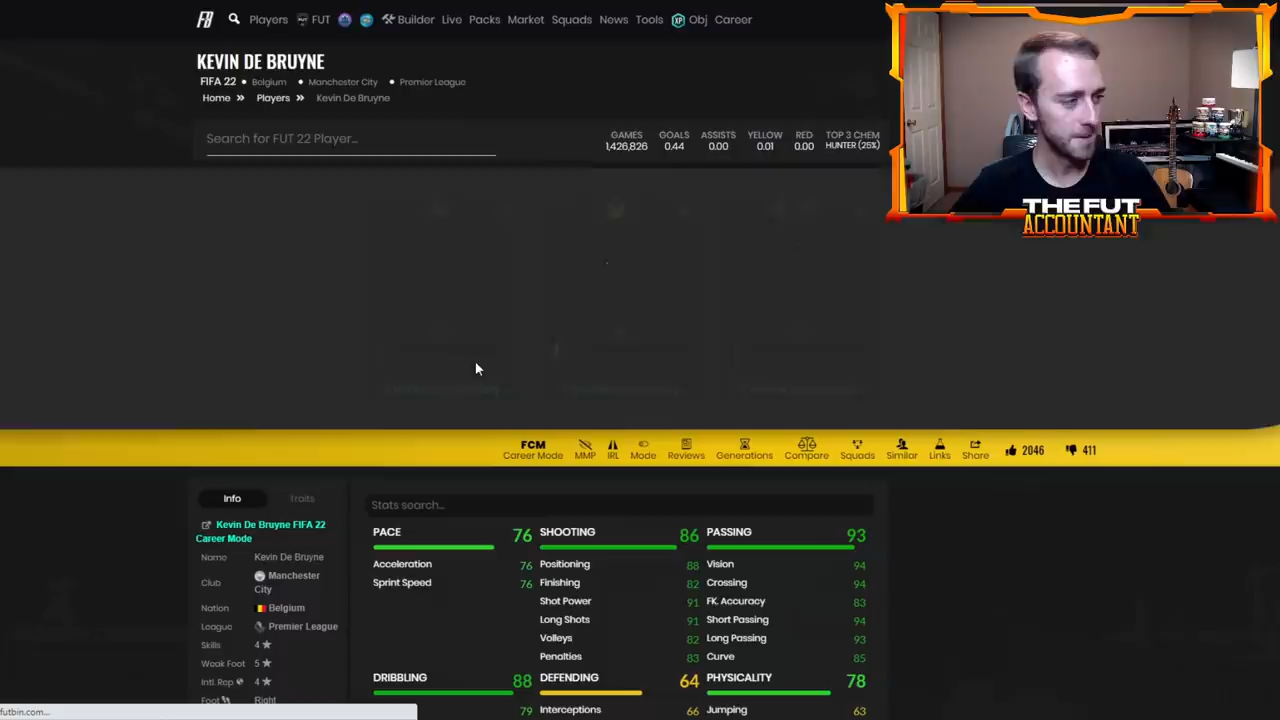 FB Players FUT Builder Live Packs Market Squads News Tools XP Obj Career
KEVIN DE BRUYNE
FIFA 22 • Belgium • Manchester City • Premier League
Home » Players » Kevin De Bruyne
Search for FUT 22 Player...
GAMES GOALS ASSISTS YELLOW RED TOP 3 CHEM
1,426,826 0.44 0.00 0.01 0.00 HUNTER (25%)
THE FUT
ACCOUNTANT
FCM
Career Mode MMP IRL Mode Reviews Generations Compare Squads Similar Links Share 2046 411
Info Traits
Kevin De Bruyne FIFA 22
Career Mode
Name Kevin De Bruyne
Club Manchester
City
Nation Belgium
League Premier League
Skills 4★
Weak Foot 5★
Intl. Rep 4★
Foot Right
Stats search...
PACE 76
Acceleration 76
Sprint Speed 76
SHOOTING 86
Positioning 88
Finishing 82
Shot Power 91
Long Shots 91
Volleys 82
Penalties 83
PASSING 93
Vision 94
Crossing 94
FK. Accuracy 83
Short Passing 94
Long Passing 93
Curve 85
DRIBBLING 88
79
DEFENDING 64
Interceptions 66
PHYSICALITY 78
Jumping 63
futbin.com...